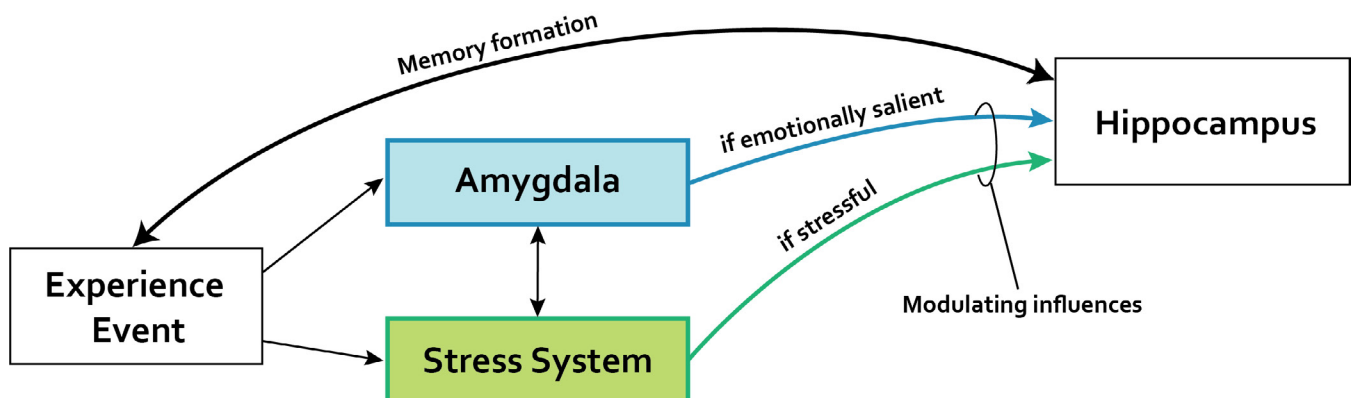 Memory formation
if emotionally salient
Hippocampus
Amygdala
if stressful
Experience
Event
Modulating influences
Stress System